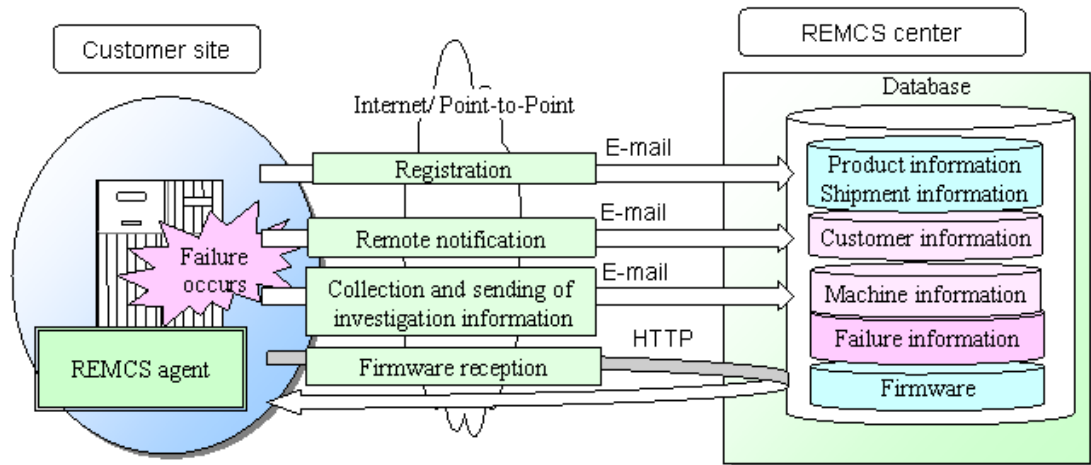 Customer site
REMCS center
Database
Internet/ Point-to-Point
E-mail
Registration
Product information
Shipment information
E-mail
Remote notification
Customer information
Failure
occurs
E-mail
Collection and sending of
investigation information
Machine information
HTTP
Failure information
REMCS agent
Firmware reception
Firmware